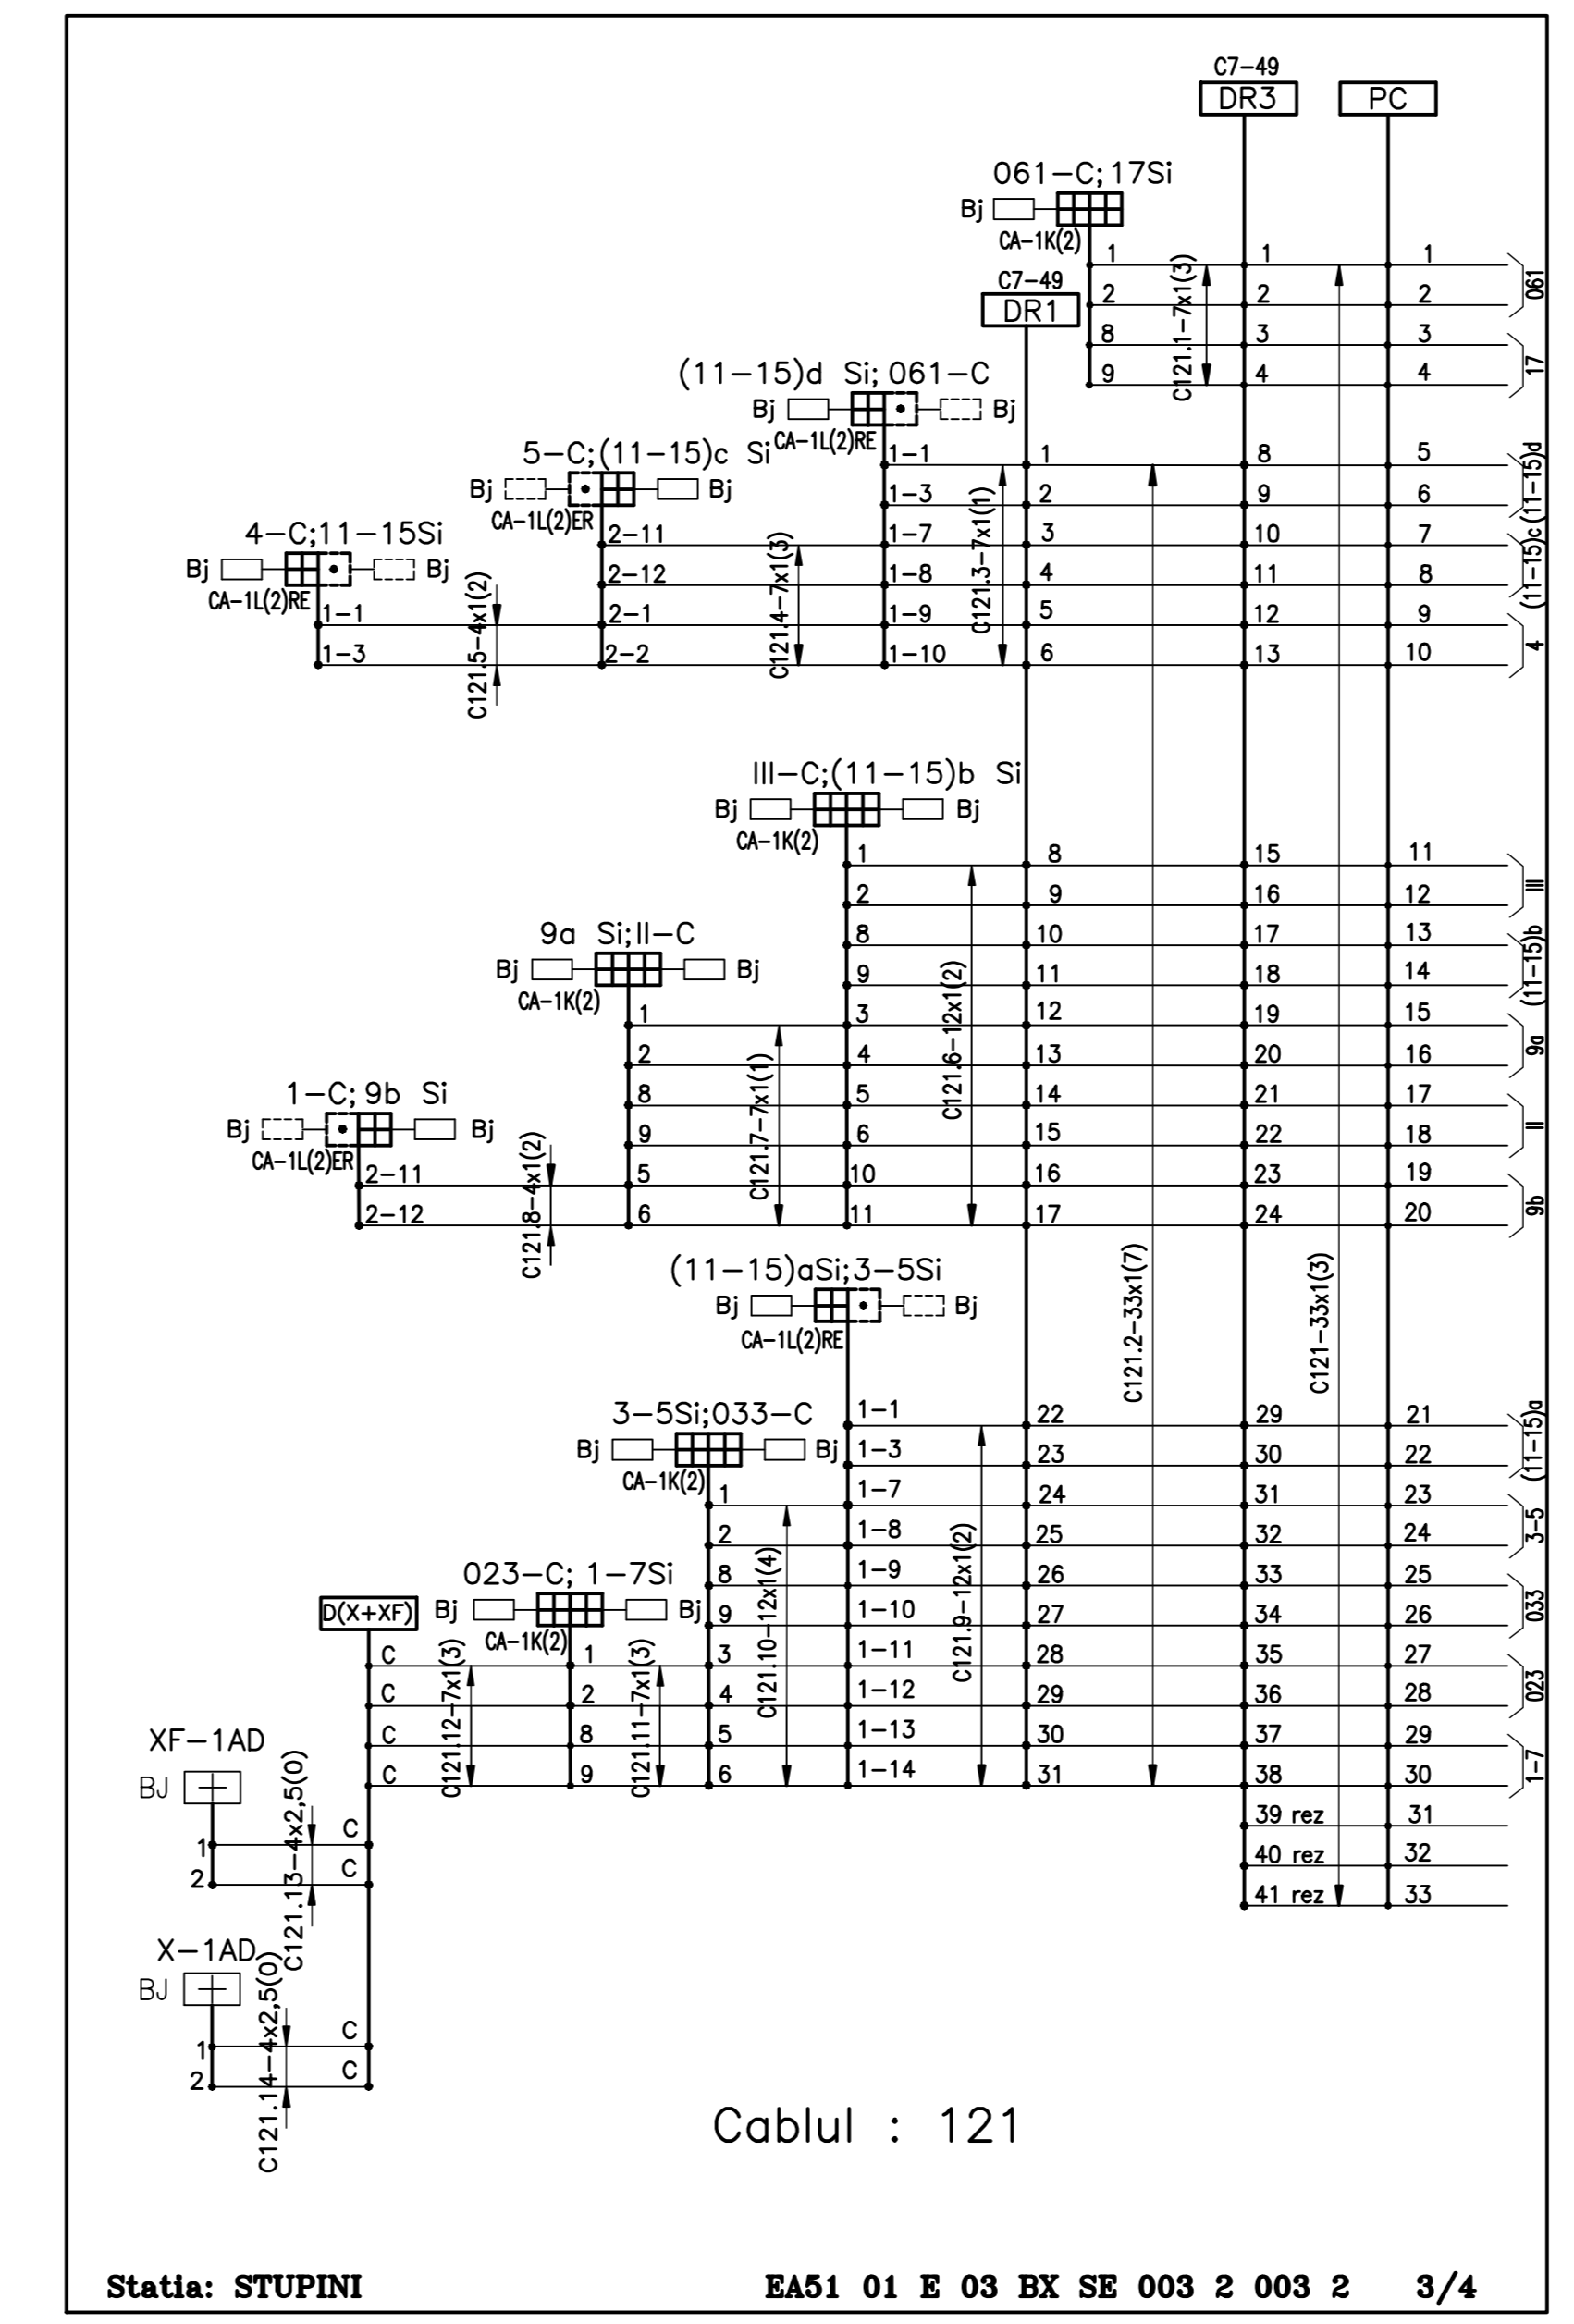 C7-49
DR3 PC
061-C;17Si
Bj
CA-1K(2)
1 1 1
2 2 2
8 3 3
9 4 4
C121.1-7x1(3)
061
17
C7-49
DR1
(11-15)d Si;061-C
Bj Bj
CA-1L(2)RE
1-1 1 8 5
1-3 2 9 6
5-C;(11-15)c Si
Bj Bj
CA-1L(2)ER
2-11 1-7 3 10 7
2-12 1-8 4 11 8
4-C;11-15Si
Bj Bj
CA-1L(2)RE
1-1 2-1 1-9 5 12 9
1-3 2-2 1-10 6 13 10
C121.5-4x1(2)
C121.4-7x1(3)
C121.3-7x1(1)
(11-15)d
(11-15)c
4
III-C;(11-15)b Si
Bj Bj
CA-1K(2)
1 8 15 11
2 9 16 12
8 10 17 13
9 11 18 14
9a Si;II-C
Bj Bj
CA-1K(2)
1 3 12 19 15
2 4 13 20 16
8 5 14 21 17
9 6 15 22 18
1-C;9b Si
Bj Bj
CA-1L(2)ER
2-11 5 10 16 23 19
2-12 6 11 17 24 20
C121.8-4x1(2)
C121.7-7x1(1)
C121.6-12x1(2)
C121.2-33x1(7)
C121-33x1(3)
III
(11-15)b
9a
II
9b
(11-15)aSi;3-5Si
Bj Bj
CA-1L(2)RE
1-1 22 29 21
1-3 23 30 22
3-5Si;033-C
Bj Bj
CA-1K(2)
1 1-7 24 31 23
2 1-8 25 32 24
8 1-9 26 33 25
9 1-10 27 34 26
023-C; 1-7Si
Bj Bj
CA-1K(2)
D(X+XF)
C 1 3 1-11 28 35 27
C 2 4 1-12 29 36 28
C 8 5 1-13 30 37 29
C 9 6 1-14 31 38 30
39 rez 31
40 rez 32
41 rez 33
C121.12-7x1(3)
C121.11-7x1(3)
C121.10-12x1(4)
C121.9-12x1(2)
(11-15)a
3-5
033
023
1-7
XF-1AD
BJ
1 C
2 C
C121.13-4x2,5(0)
X-1AD
BJ
1 C
2 C
C121.14-4x2,5(0)
Cablul : 121
Statia: STUPINI EA51 01 E 03 BX SE 003 2 003 2 3/4